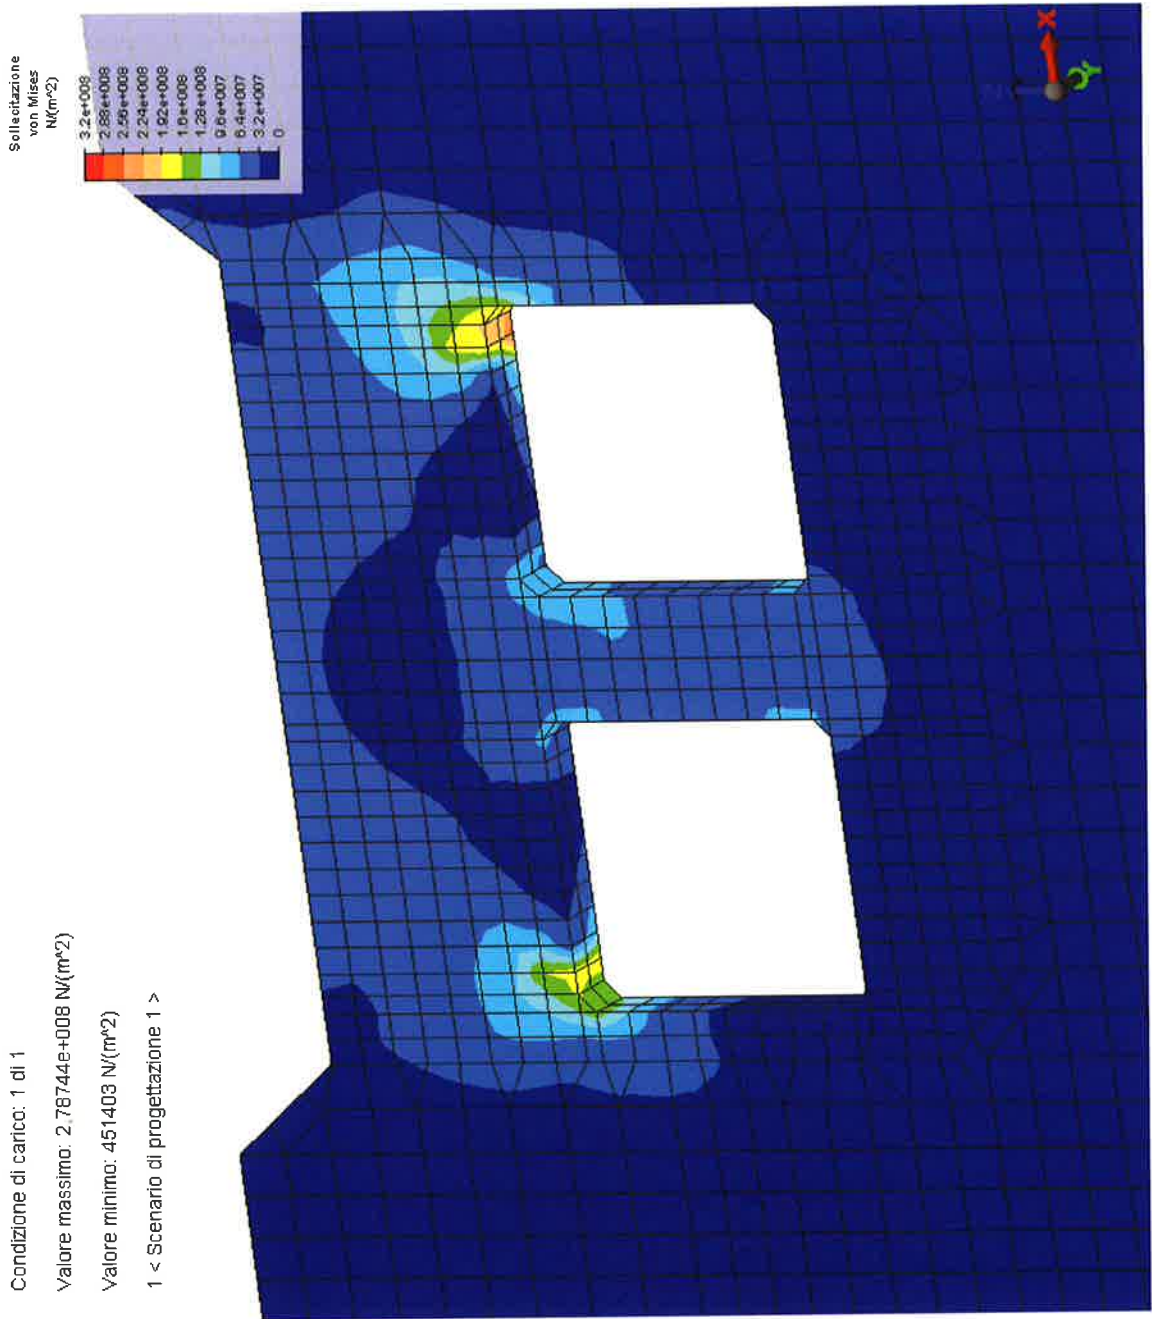 Sollecitazione
von Mises
N/(m^2)
3.2e+008
2.88e+008
2.56e+008
2.24e+008
1.92e+008
1.6e+008
1.28e+008
9.6e+007
6.4e+007
3.2e+007
0
X
Y
Condizione di carico: 1 di 1
Valore massimo: 2,78744e+008 N/(m^2)
Valore minimo: 451403 N/(m^2)
1 < Scenario di progettazione 1 >